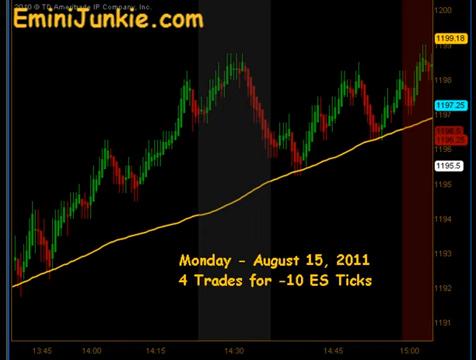 2010 © TD Ameritrade IP Company, Inc.
EminiJunkie.com
1200
1199.18
1198
1197.25
1197
1196
1195.5
1194
1193
1192
1191
Monday - August 15, 2011
4 Trades for -10 ES Ticks
13:45 14:00 14:15 14:30 14:45 15:00